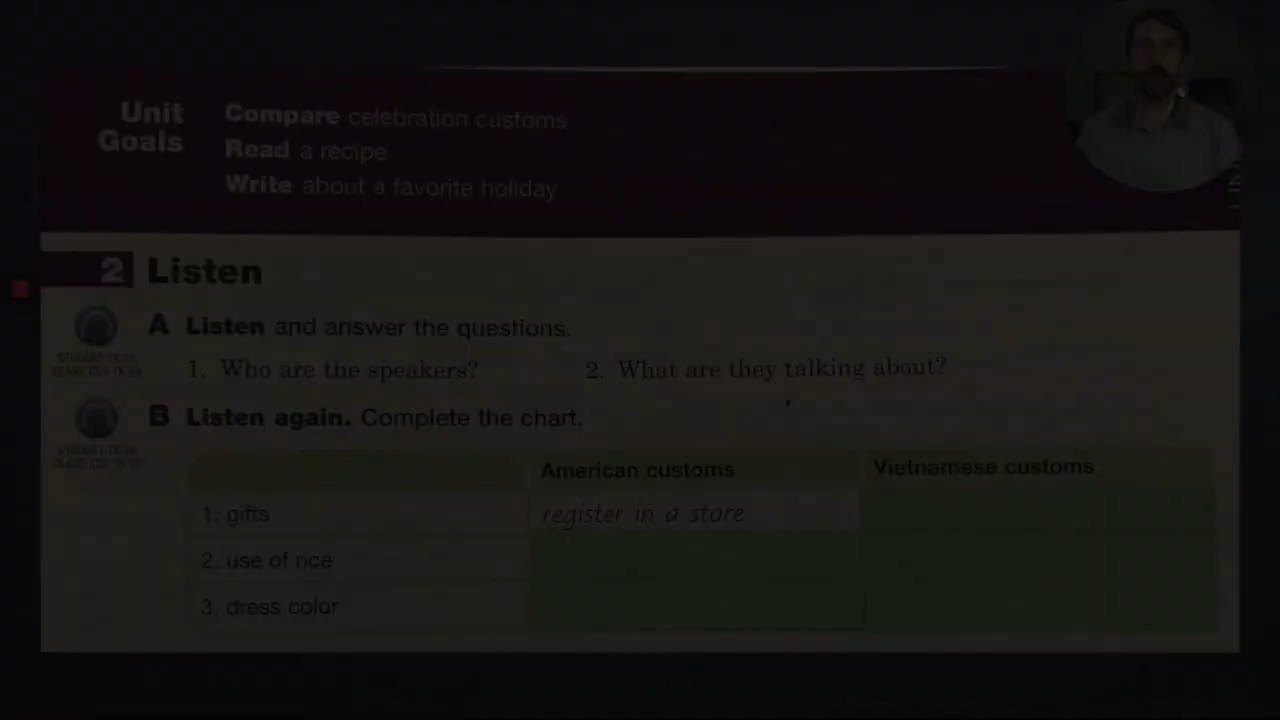 Unit Goals
Compare celebration customs
Read a recipe
Write about a favorite holiday
2 Listen
A Listen and answer the questions.
1. Who are the speakers? 2. What are they talking about?
B Listen again. Complete the chart.
American customs Vietnamese customs
1. gifts register in a store
2. use of rice
3. dress color